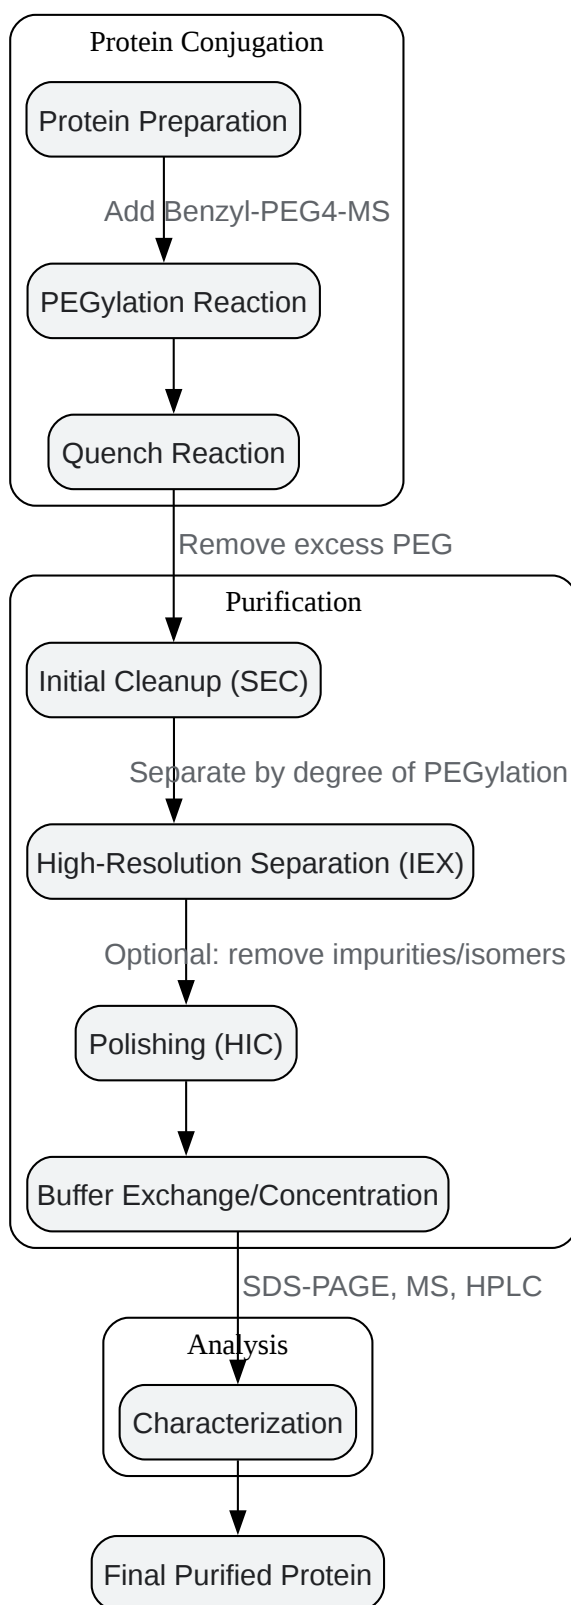 Protein Conjugation
Protein Preparation
Add Benzyl-PEG4-MS
PEGylation Reaction
Quench Reaction
Remove excess PEG
Purification
Initial Cleanup (SEC)
Separate by degree of PEGylation
High-Resolution Separation (IEX)
Optional: remove impurities/isomers
Polishing (HIC)
Buffer Exchange/Concentration
SDS-PAGE, MS, HPLC
Analysis
Characterization
Final Purified Protein